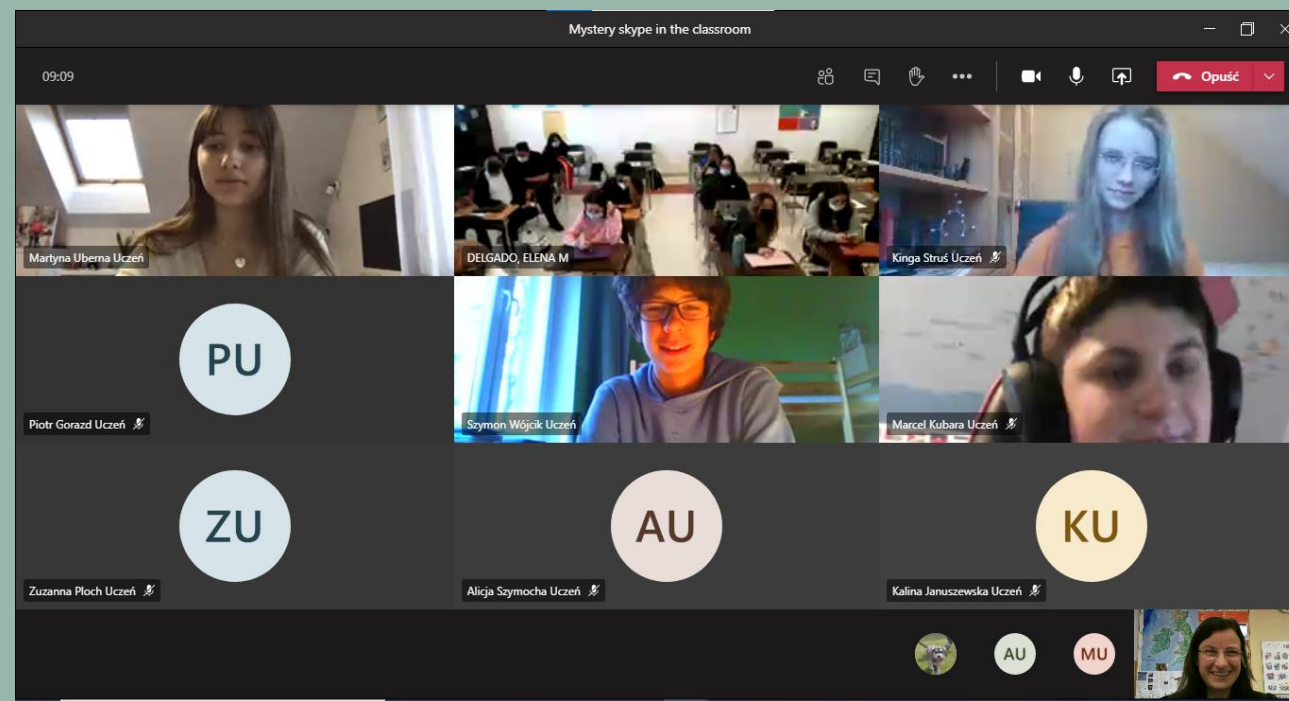 Mystery skype in the classroom
09:09
Opuść
Martyna Uberna Uczeń
DELGADO, ELENA M
Kinga Struś Uczeń
PU
Piotr Gorazd Uczeń
Szymon Wójcik Uczeń
Marcel Kubara Uczeń
ZU
AU
KU
Zuzanna Płoch Uczeń
Alicja Szymocha Uczeń
Kalina Januszewska Uczeń
AU
MU